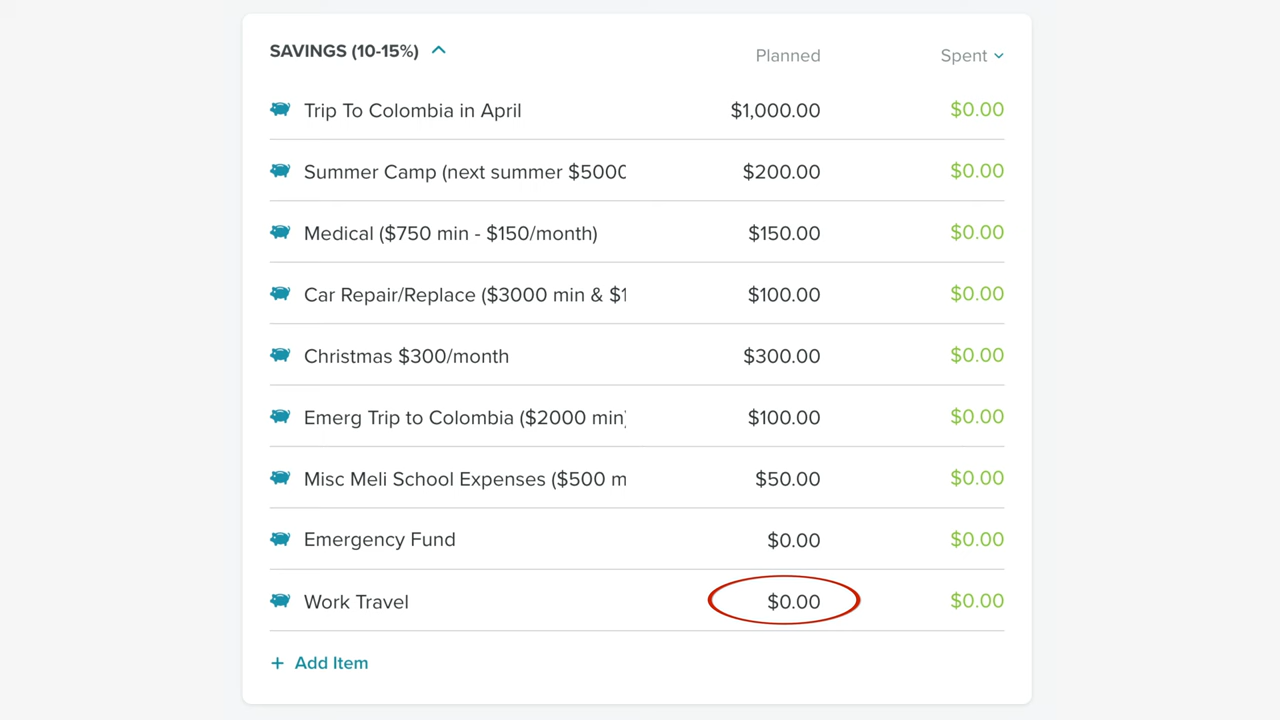 SAVINGS (10-15%) Planned Spent
Trip To Colombia in April $1,000.00 $0.00
Summer Camp (next summer $5000 $200.00 $0.00
Medical ($750 min - $150/month) $150.00 $0.00
Car Repair/Replace ($3000 min & $1 $100.00 $0.00
Christmas $300/month $300.00 $0.00
Emerg Trip to Colombia ($2000 min) $100.00 $0.00
Misc Meli School Expenses ($500 m $50.00 $0.00
Emergency Fund $0.00 $0.00
Work Travel $0.00 $0.00
+ Add Item